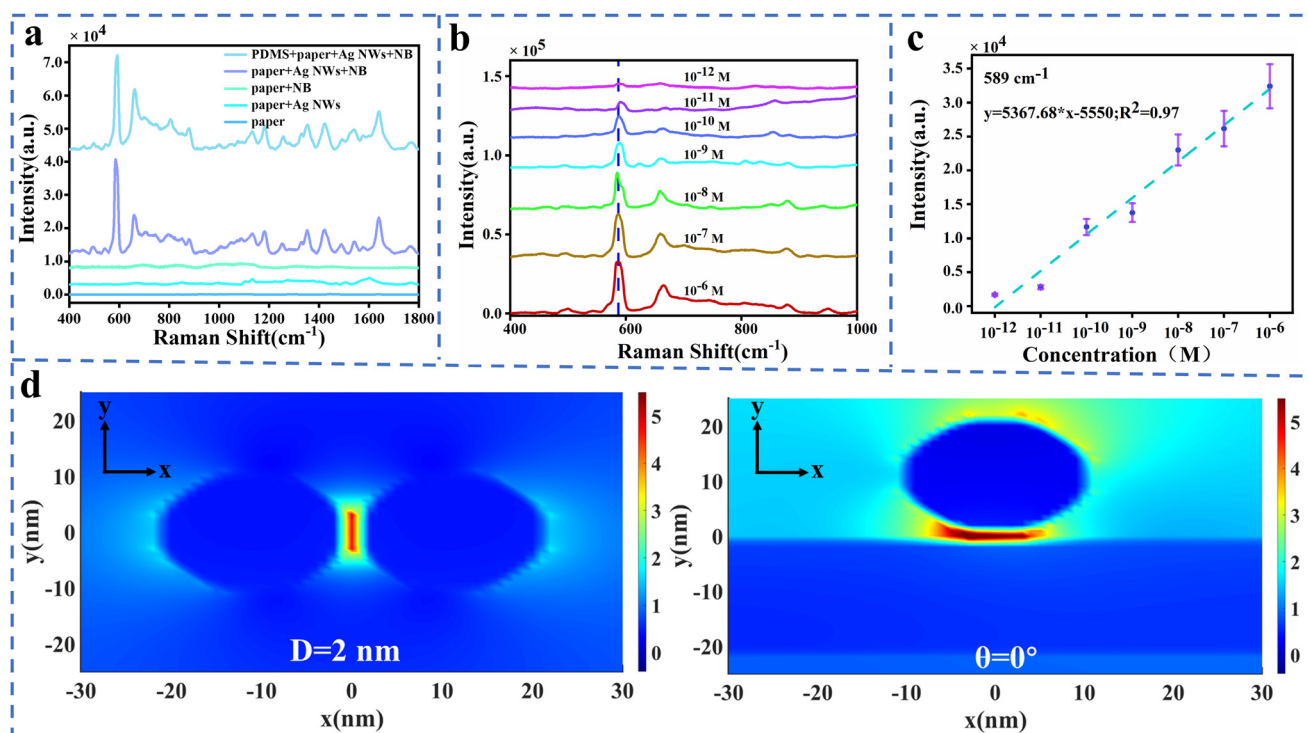 a
× 10⁴
PDMS+paper+Ag NWs+NB
paper+Ag NWs+NB
paper+NB
paper+Ag NWs
paper
7.0
6.0
5.0
4.0
3.0
2.0
1.0
0.0
Intensity(a.u.)
400 600 800 1000 1200 1400 1600 1800
Raman Shift(cm⁻¹)
b
× 10⁵
1.5
1.0
0.5
0.0
Intensity(a.u.)
10⁻¹² M
10⁻¹¹ M
10⁻¹⁰ M
10⁻⁹ M
10⁻⁸ M
10⁻⁷ M
10⁻⁶ M
400 600 800 1000
Raman Shift(cm⁻¹)
c
× 10⁴
589 cm⁻¹
y=5367.68*x-5550;R²=0.97
3.5
3.0
2.5
2.0
1.5
1.0
0.5
0.0
Intensity(a.u.)
10⁻¹² 10⁻¹¹ 10⁻¹⁰ 10⁻⁹ 10⁻⁸ 10⁻⁷ 10⁻⁶
Concentration（M）
d
y
x
20
10
0
-10
-20
y(nm)
D=2 nm
-30 -20 -10 0 10 20 30
x(nm)
5
4
3
2
1
0
y
x
20
10
0
-10
-20
y(nm)
θ=0°
-30 -20 -10 0 10 20 30
x(nm)
5
4
3
2
1
0